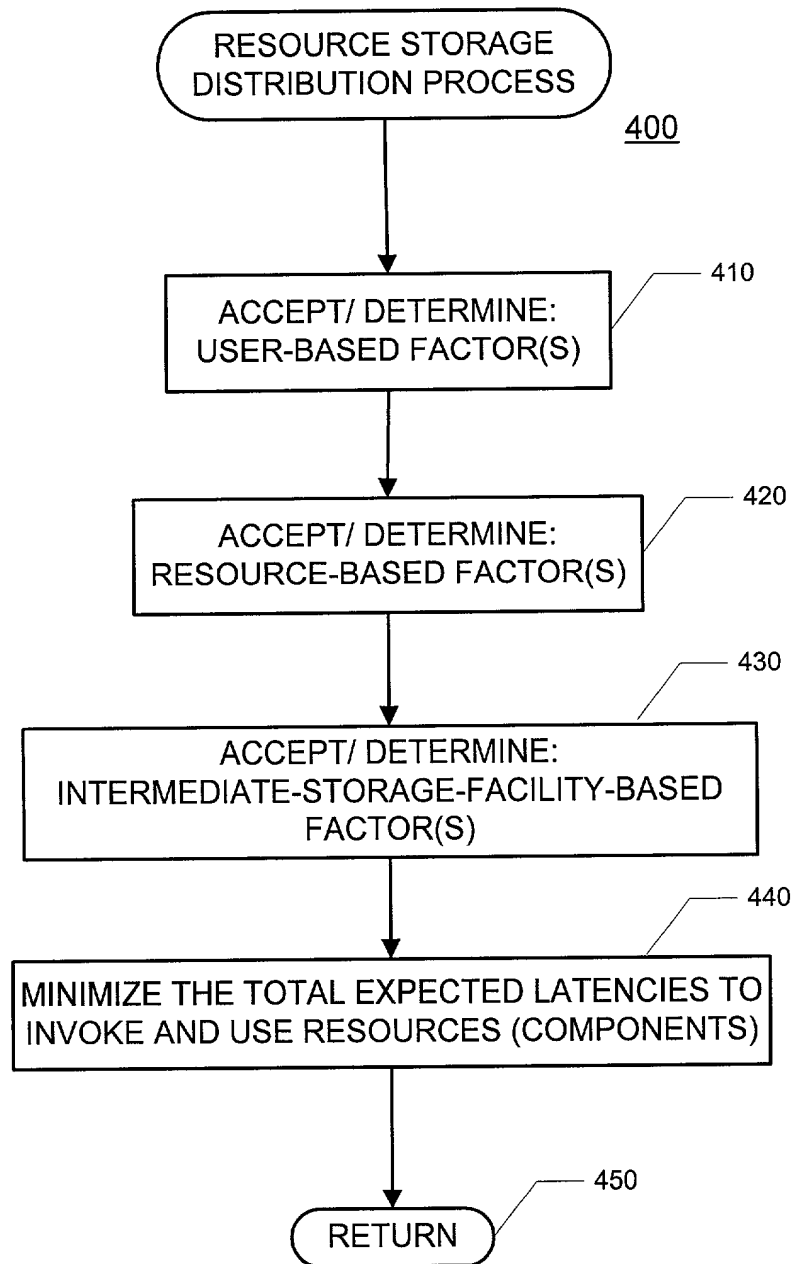 RESOURCE STORAGE
DISTRIBUTION PROCESS
400
410
ACCEPT/ DETERMINE:
USER-BASED FACTOR(S)
420
ACCEPT/ DETERMINE:
RESOURCE-BASED FACTOR(S)
430
ACCEPT/ DETERMINE:
INTERMEDIATE-STORAGE-FACILITY-BASED
FACTOR(S)
440
MINIMIZE THE TOTAL EXPECTED LATENCIES TO
INVOKE AND USE RESOURCES (COMPONENTS)
450
RETURN